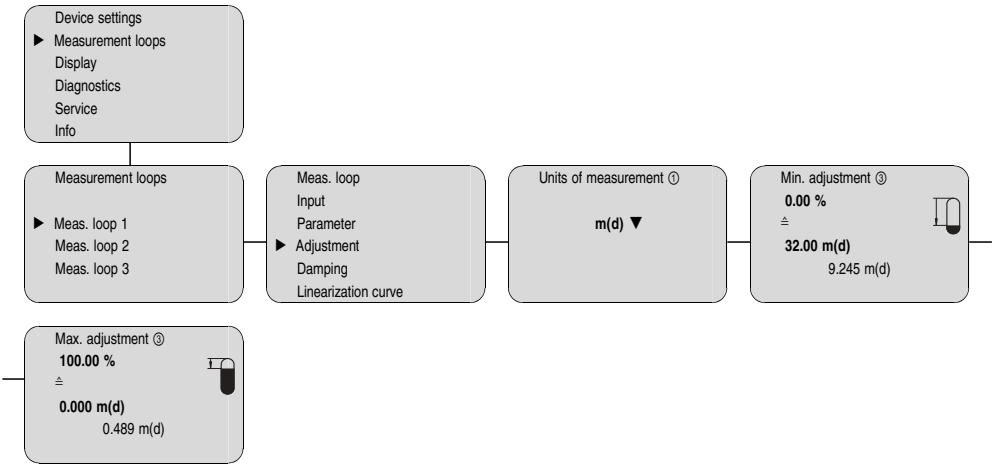 Device settings
▶ Measurement loops
Display
Diagnostics
Service
Info
Measurement loops
▶ Meas. loop 1
Meas. loop 2
Meas. loop 3
Meas. loop
Input
Parameter
▶ Adjustment
Damping
Linearization curve
Units of measurement ①
m(d) ▼
Min. adjustment ③
0.00 %
≙
32.00 m(d)
9.245 m(d)
Max. adjustment ③
100.00 %
≙
0.000 m(d)
0.489 m(d)